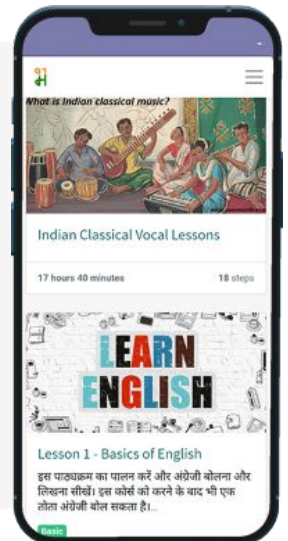 भ
What is Indian classical music?
Indian Classical Vocal Lessons
17 hours 40 minutes 18 steps
LEARN
ENGLISH
Lesson 1 - Basics of English
इस पाठ्यक्रम का पालन करें और अंग्रेजी बोलना और
लिखना सीखें। इस कोर्स को करने के बाद भी एक
तोता अंग्रेजी बोल सकता है।...
Basic